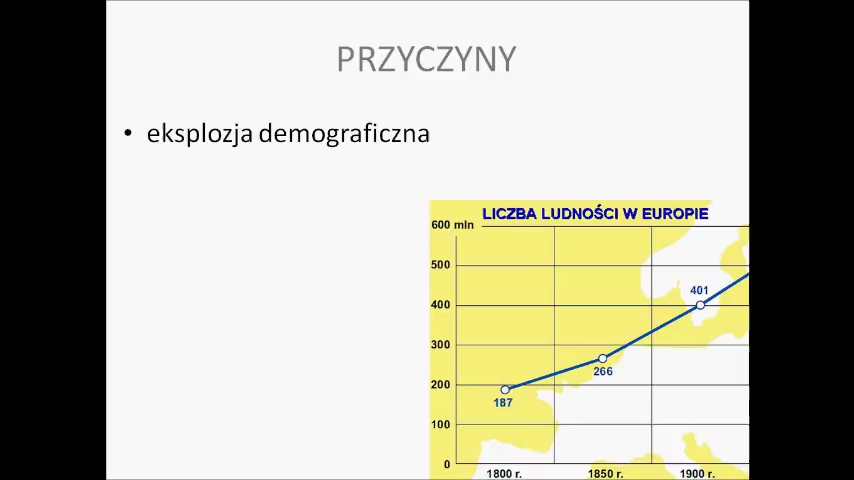 PRZYCZYNY
• eksplozja demograficzna
LICZBA LUDNOŚCI W EUROPIE
600 mln
500
400
300
200
100
0
187
266
401
1800 r.
1850 r.
1900 r.